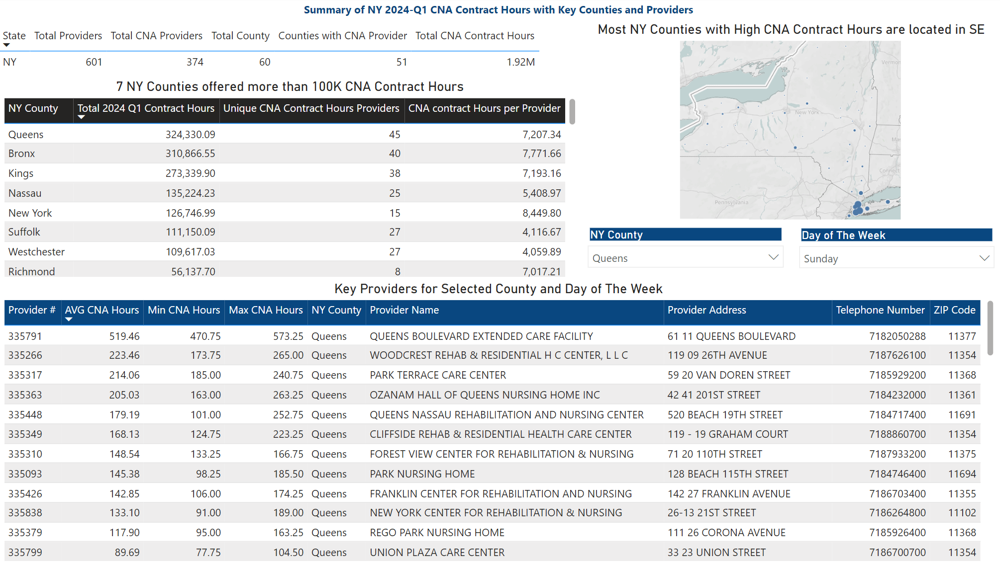 Summary of NY 2024-Q1 CNA Contract Hours with Key Counties and Providers
State Total Providers Total CNA Providers Total County Counties with CNA Provider Total CNA Contract Hours
NY 601 374 60 51 1.92M
Most NY Counties with High CNA Contract Hours are located in SE
Vermon
New York
Mas
Connect
Pennsylvania
7 NY Counties offered more than 100K CNA Contract Hours
NY County Total 2024 Q1 Contract Hours Unique CNA Contract Hours Providers CNA contract Hours per Provider
Queens 324,330.09 45 7,207.34
Bronx 310,866.55 40 7,771.66
Kings 273,339.90 38 7,193.16
Nassau 135,224.23 25 5,408.97
New York 126,746.99 15 8,449.80
Suffolk 111,150.09 27 4,116.67
Westchester 109,617.03 27 4,059.89
Richmond 56,137.70 8 7,017.21
NY County
Queens
Day of The Week
Sunday
Key Providers for Selected County and Day of The Week
Provider # AVG CNA Hours Min CNA Hours Max CNA Hours NY County Provider Name Provider Address Telephone Number ZIP Code
335791 519.46 470.75 573.25 Queens QUEENS BOULEVARD EXTENDED CARE FACILITY 61 11 QUEENS BOULEVARD 7182050288 11377
335266 223.46 173.75 265.00 Queens WOODCREST REHAB & RESIDENTIAL H C CENTER, L L C 119 09 26TH AVENUE 7187626100 11354
335317 214.06 185.00 240.75 Queens PARK TERRACE CARE CENTER 59 20 VAN DOREN STREET 7185929200 11368
335363 205.03 163.00 263.25 Queens OZANAM HALL OF QUEENS NURSING HOME INC 42 41 201ST STREET 7184232000 11361
335448 179.19 101.00 252.75 Queens QUEENS NASSAU REHABILITATION AND NURSING CENTER 520 BEACH 19TH STREET 7184717400 11691
335349 168.13 124.75 223.25 Queens CLIFFSIDE REHAB & RESIDENTIAL HEALTH CARE CENTER 119 - 19 GRAHAM COURT 7188860700 11354
335310 148.54 133.25 166.75 Queens FOREST VIEW CENTER FOR REHABILITATION & NURSING 71 20 110TH STREET 7187933200 11375
335093 145.38 98.25 185.50 Queens PARK NURSING HOME 128 BEACH 115TH STREET 7184746400 11694
335426 142.85 106.00 174.25 Queens FRANKLIN CENTER FOR REHABILITATION AND NURSING 142 27 FRANKLIN AVENUE 7186703400 11355
335838 133.10 91.00 189.00 Queens NEW YORK CENTER FOR REHABILITATION & NURSING 26-13 21ST STREET 7186264800 11102
335379 117.90 95.00 163.25 Queens REGO PARK NURSING HOME 111 26 CORONA AVENUE 7185926400 11368
335799 89.69 77.75 104.50 Queens UNION PLAZA CARE CENTER 33 23 UNION STREET 7186700700 11354